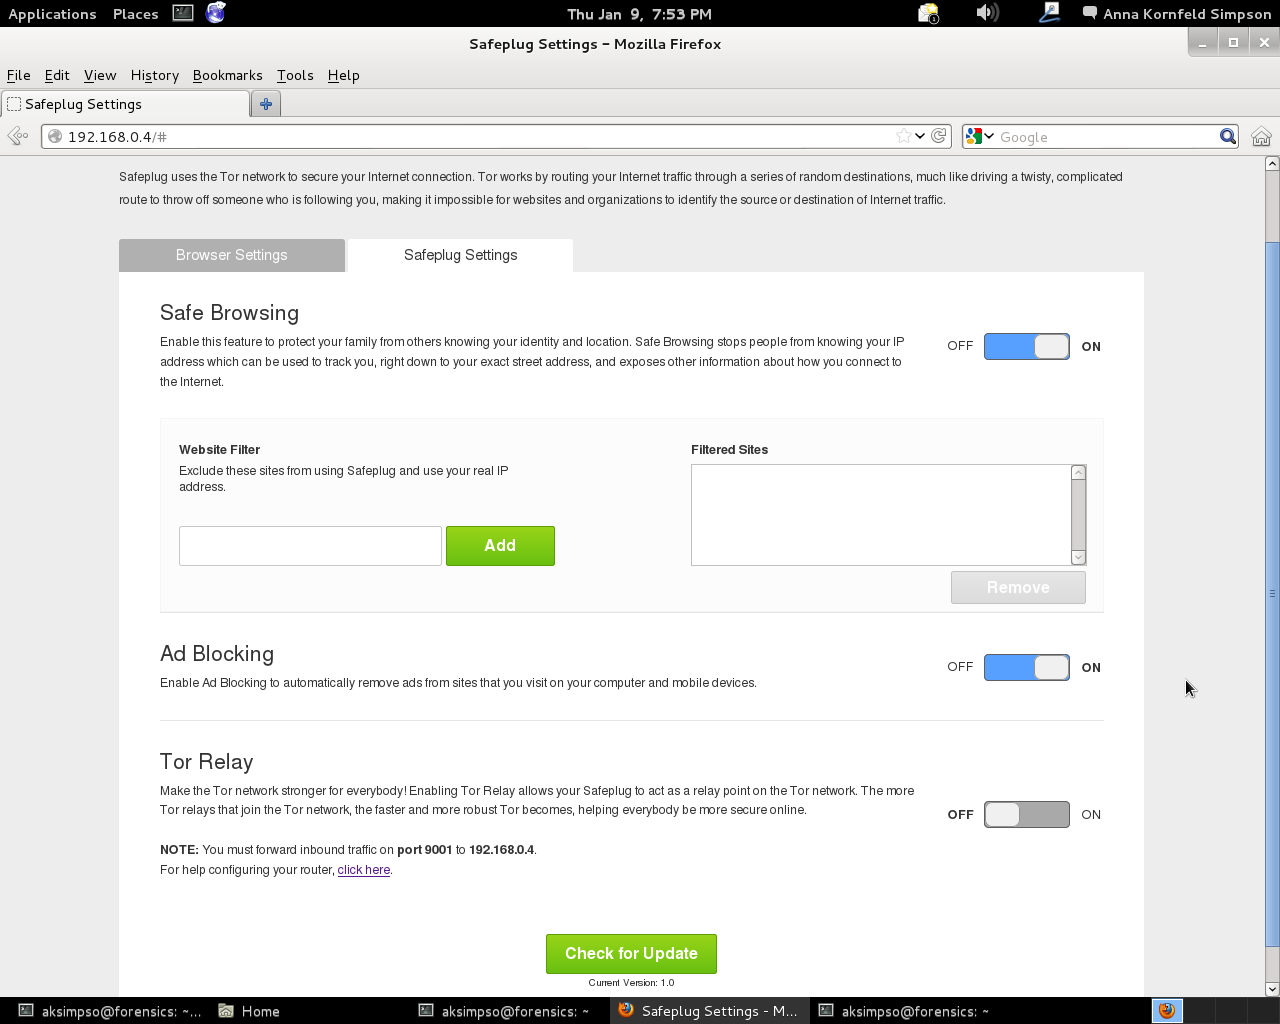 Applications Places Thu Jan 9, 7:53 PM 1 Anna Kornfeld Simpson
Safeplug Settings - Mozilla Firefox
File Edit View History Bookmarks Tools Help
Safeplug Settings
192.168.0.4/# Google
Safeplug uses the Tor network to secure your Internet connection. Tor works by routing your Internet traffic through a series of random destinations, much like driving a twisty, complicated
route to throw off someone who is following you, making it impossible for websites and organizations to identify the source or destination of Internet traffic.
Browser Settings Safeplug Settings
Safe Browsing
Enable this feature to protect your family from others knowing your identity and location. Safe Browsing stops people from knowing your IP
address which can be used to track you, right down to your exact street address, and exposes other information about how you connect to
the Internet.
OFF ON
Website Filter
Exclude these sites from using Safeplug and use your real IP
address.
Add
Filtered Sites
Remove
Ad Blocking
Enable Ad Blocking to automatically remove ads from sites that you visit on your computer and mobile devices.
OFF ON
Tor Relay
Make the Tor network stronger for everybody! Enabling Tor Relay allows your Safeplug to act as a relay point on the Tor network. The more
Tor relays that join the Tor network, the faster and more robust Tor becomes, helping everybody be more secure online.
OFF ON
NOTE: You must forward inbound traffic on port 9001 to 192.168.0.4.
For help configuring your router, click here.
Check for Update
Current Version: 1.0
aksimpso@forensics: ~... Home aksimpso@forensics: ~ Safeplug Settings - M... aksimpso@forensics: ~